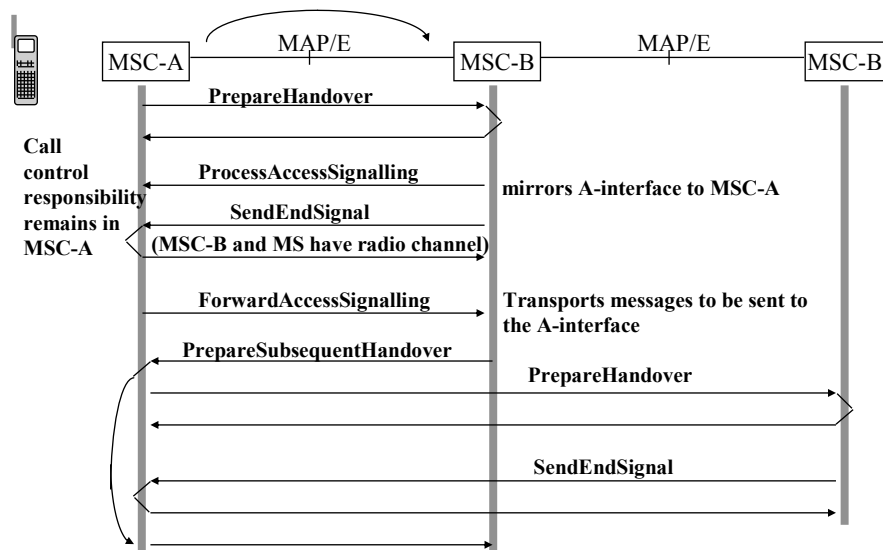 MAP/E
MAP/E
MSC-A
MSC-B
MSC-B
PrepareHandover
Call
control
responsibility
remains in
MSC-A
ProcessAccessSignalling
mirrors A-interface to MSC-A
SendEndSignal
(MSC-B and MS have radio channel)
ForwardAccessSignalling
Transports messages to be sent to
the A-interface
PrepareSubsequentHandover
PrepareHandover
SendEndSignal